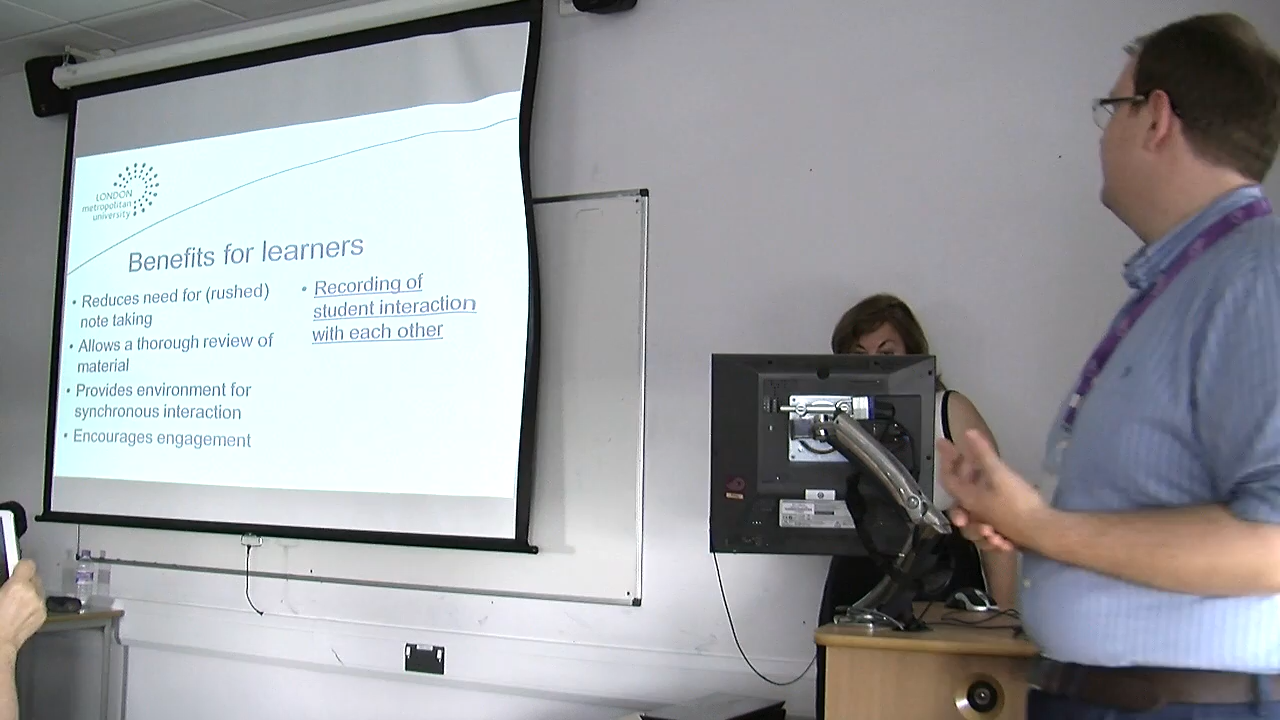 LONDON
metropolitan
university
Benefits for learners
• Reduces need for (rushed)
note taking
• Allows a thorough review of
material
• Provides environment for
synchronous interaction
• Encourages engagement
• Recording of
student interaction
with each other